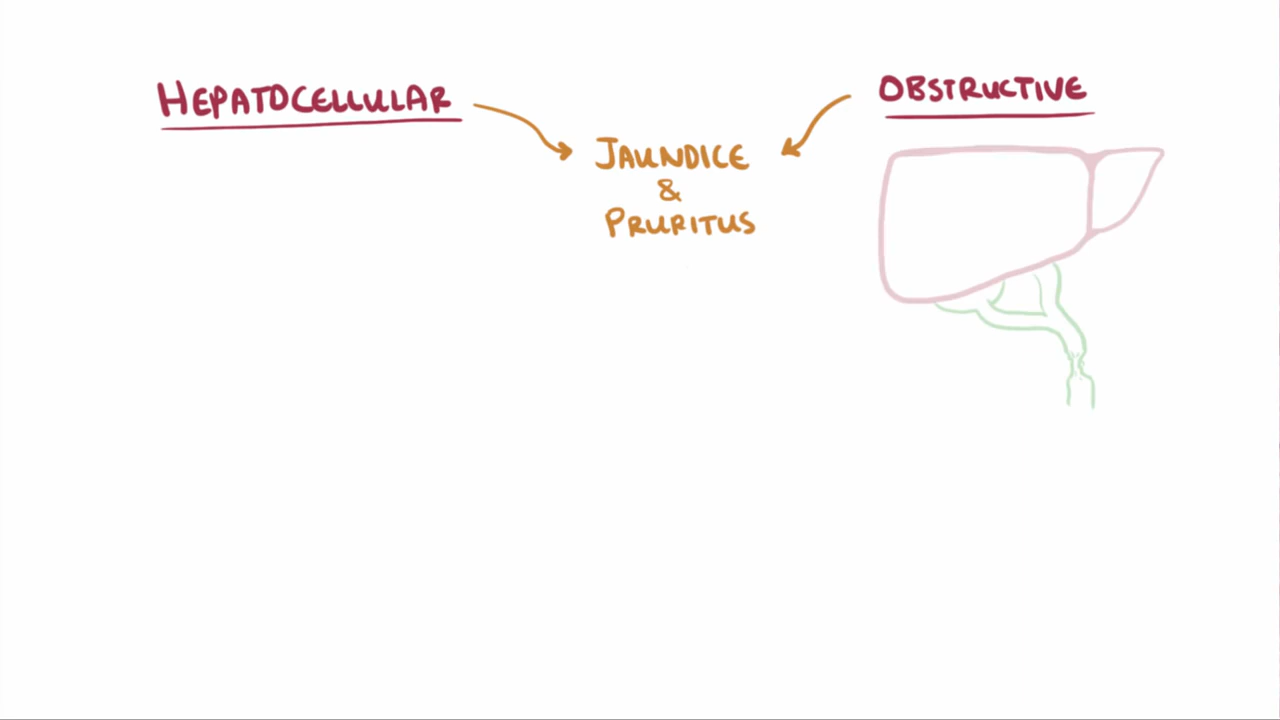 HEPATOCELLULAR
OBSTRUCTIVE
JAUNDICE
&
PRURITUS